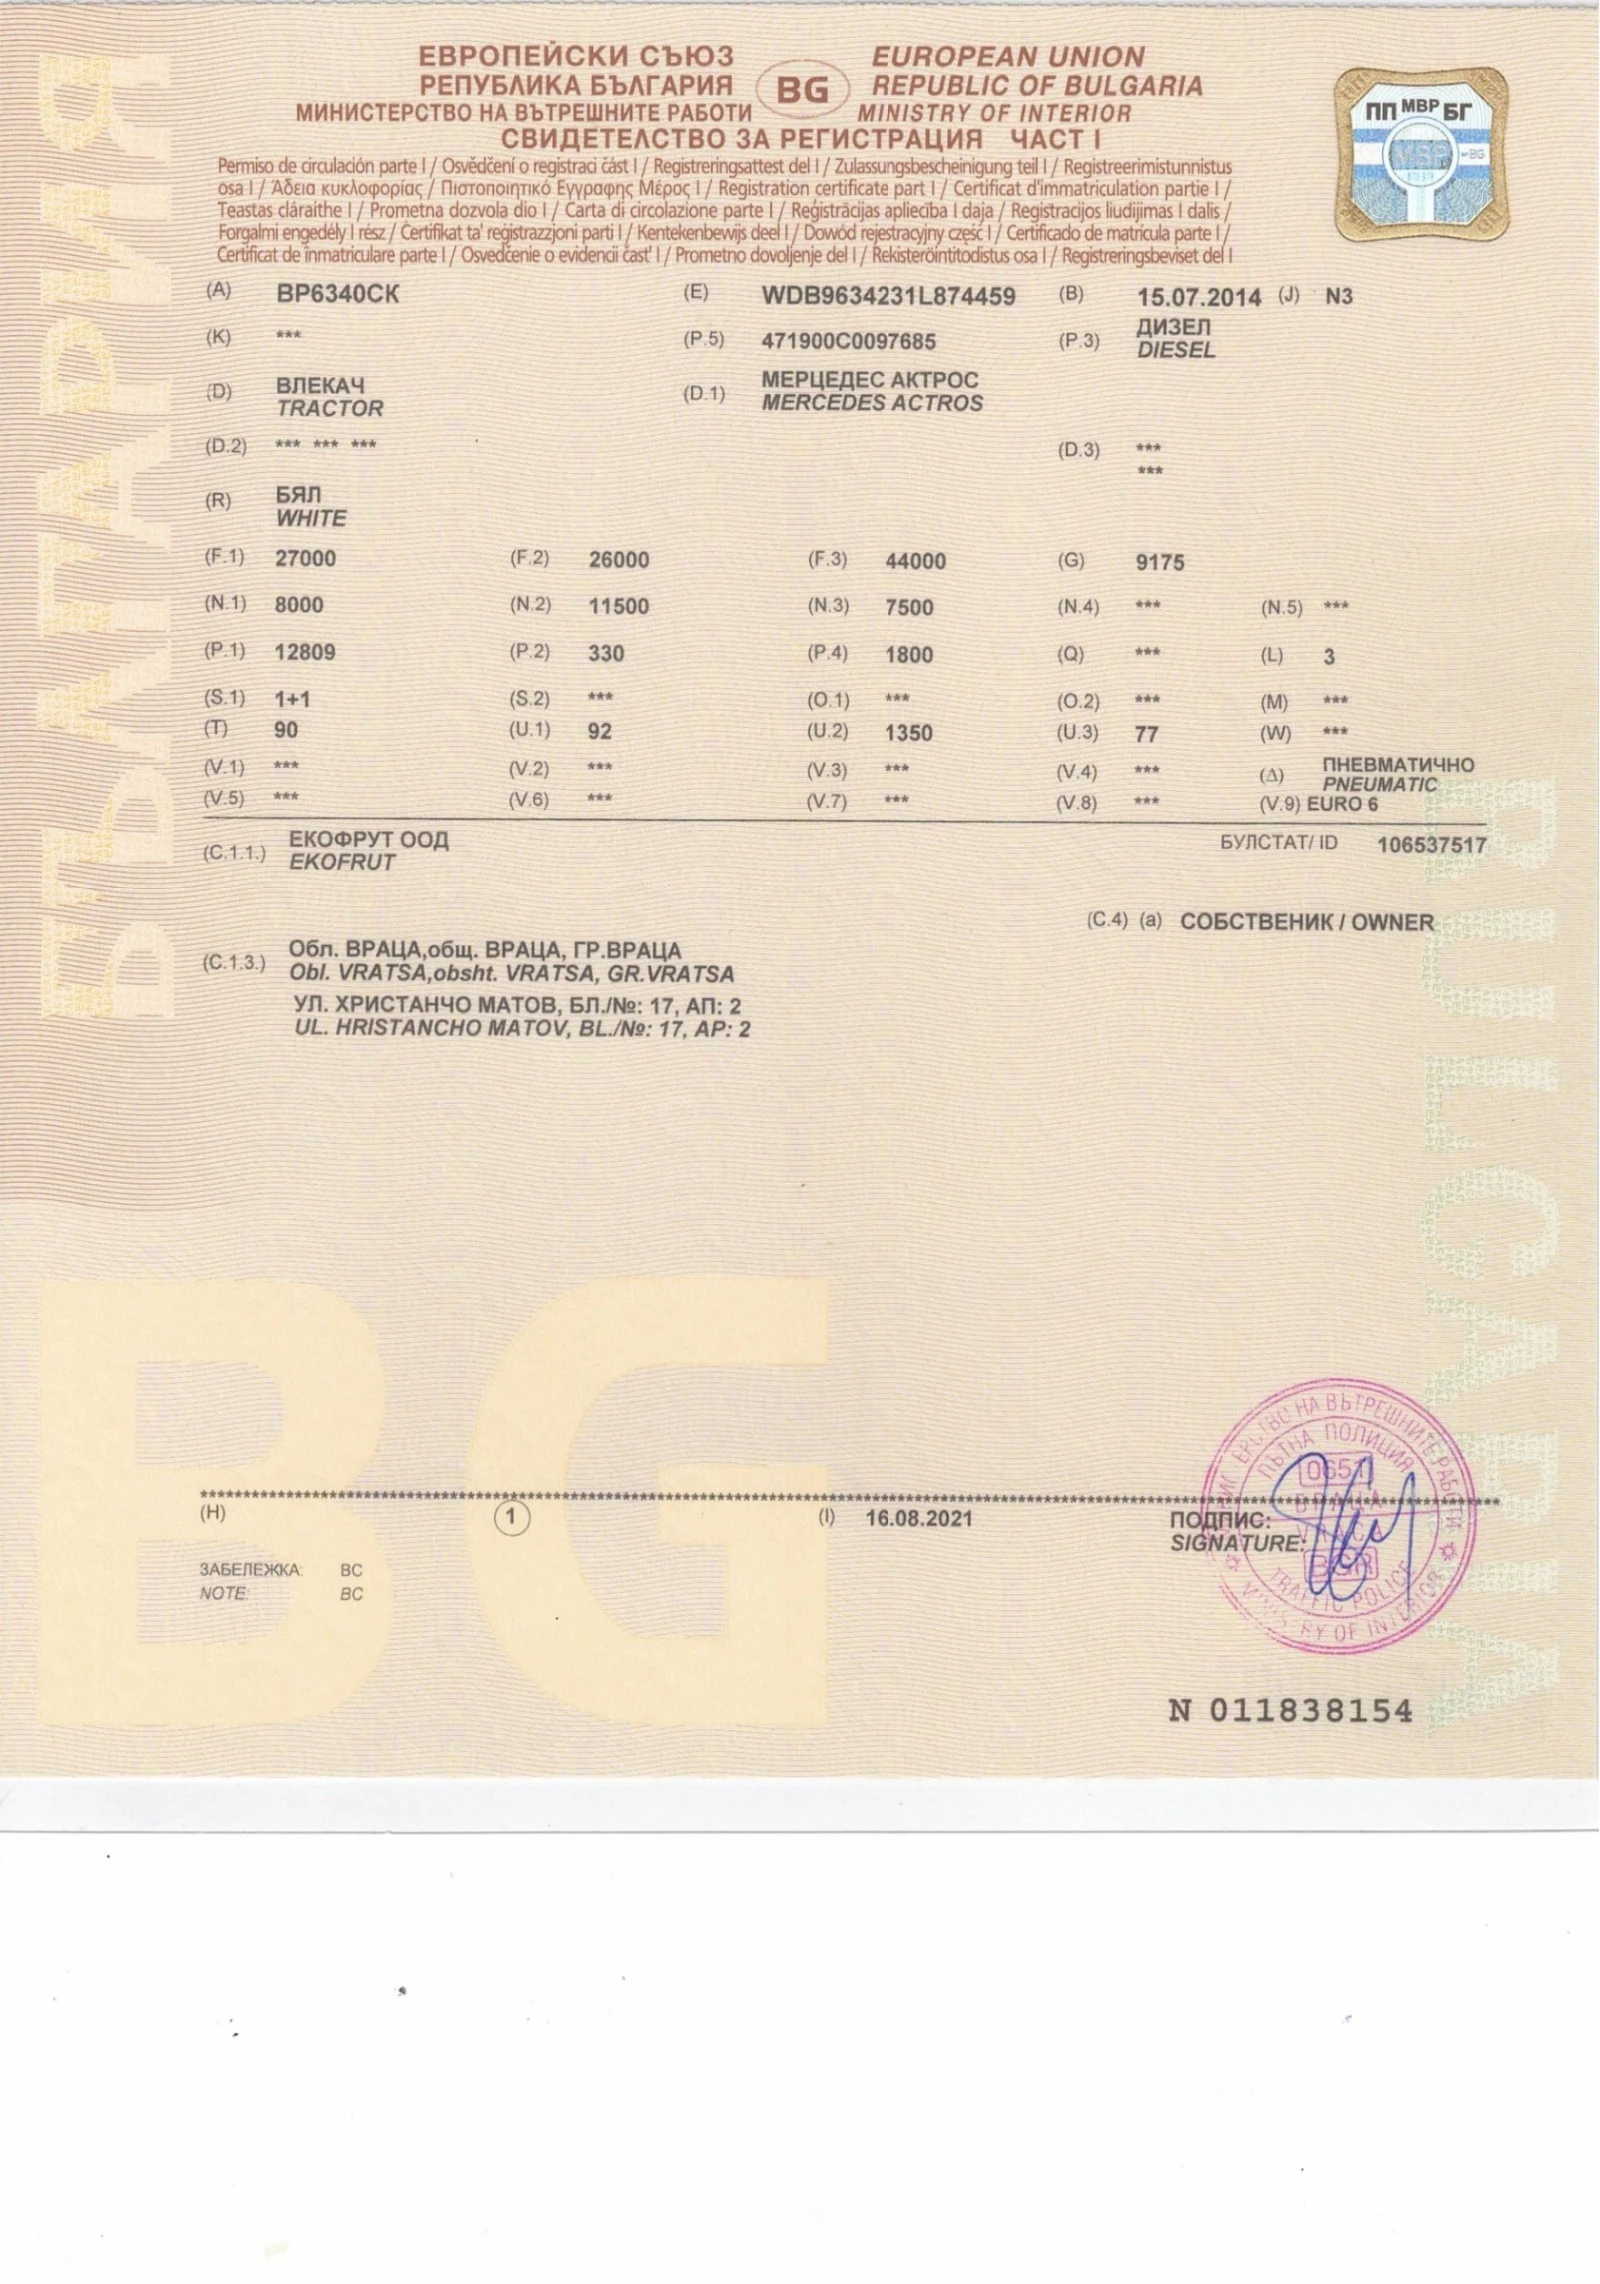 ЕВРОПЕЙСКИ СЪЮЗ EUROPEAN UNION
РЕПУБЛИКА БЪЛГАРИЯ BG REPUBLIC OF BULGARIA
МИНИСТЕРСТВО НА ВЪТРЕШНИТЕ РАБОТИ MINISTRY OF INTERIOR
СВИДЕТЕЛСТВО ЗА РЕГИСТРАЦИЯ ЧАСТ I
ПП МВР БГ
Permiso de circulación parte I / Osvědčení o registraci část I / Registreringsattest del I / Zulassungsbescheinigung teil I / Registreerimistunnistus
osa I / Άδεια κυκλοφορίας / Πιστοποιητικό Εγγραφης Μέρος I / Registration certificate part I / Certificat d'immatriculation partie I /
Teastas cláraithe I / Prometna dozvola dio I / Carta di circolazione parte I / Reģistrācijas apliecība I daja / Registracijos liudijimas I dalis /
Forgalmi engedély I rész / Certifikat ta' reġistrazzjoni parti I / Kentekenbewijs deel I / Dowód rejestracyjny część I / Certificado de matrícula parte I /
Certificat de înmatriculare parte I / Osvedčenie o evidencii časť I / Prometno dovoljenje del I / Rekisteröintitodistus osa I / Registreringsbeviset del I
(A) ВР6340СК (E) WDB9634231L874459 (B) 15.07.2014 (J) N3
(K) *** (P.5) 471900C0097685 (P.3) ДИЗЕЛ
DIESEL
(D) ВЛЕКАЧ (D.1) МЕРЦЕДЕС АКТРОС
TRACTOR MERCEDES ACTROS
(D.2) *** *** *** (D.3) ***
***
(R) БЯЛ
WHITE
(F.1) 27000 (F.2) 26000 (F.3) 44000 (G) 9175
(N.1) 8000 (N.2) 11500 (N.3) 7500 (N.4) *** (N.5) ***
(P.1) 12809 (P.2) 330 (P.4) 1800 (Q) *** (L) 3
(S.1) 1+1 (S.2) *** (O.1) *** (O.2) *** (M) ***
(T) 90 (U.1) 92 (U.2) 1350 (U.3) 77 (W) ***
(V.1) *** (V.2) *** (V.3) *** (V.4) *** (Δ) ПНЕВМАТИЧНО
PNEUMATIC
(V.5) *** (V.6) *** (V.7) *** (V.8) *** (V.9) EURO 6
(C.1.1.) ЕКОФРУТ ООД БУЛСТАТ/ ID 106537517
EKOFRUT
(C.4) (a) СОБСТВЕНИК / OWNER
(C.1.3.) Обл. ВРАЦА,общ. ВРАЦА, ГР.ВРАЦА
Obl. VRATSA,obsht. VRATSA, GR.VRATSA
УЛ. ХРИСТАНЧО МАТОВ, БЛ./№: 17, АП: 2
UL. HRISTANCHO MATOV, BL./№: 17, AP: 2
(H) 1 (I) 16.08.2021 ПОДПИС:
SIGNATURE:
ЗАБЕЛЕЖКА: ВС
NOTE: BC
ПЪТНА ПОЛИЦИЯ
TRAFFIC POLICE
N 011838154
БЪЛГАРИЯ
BULGARIA
BG